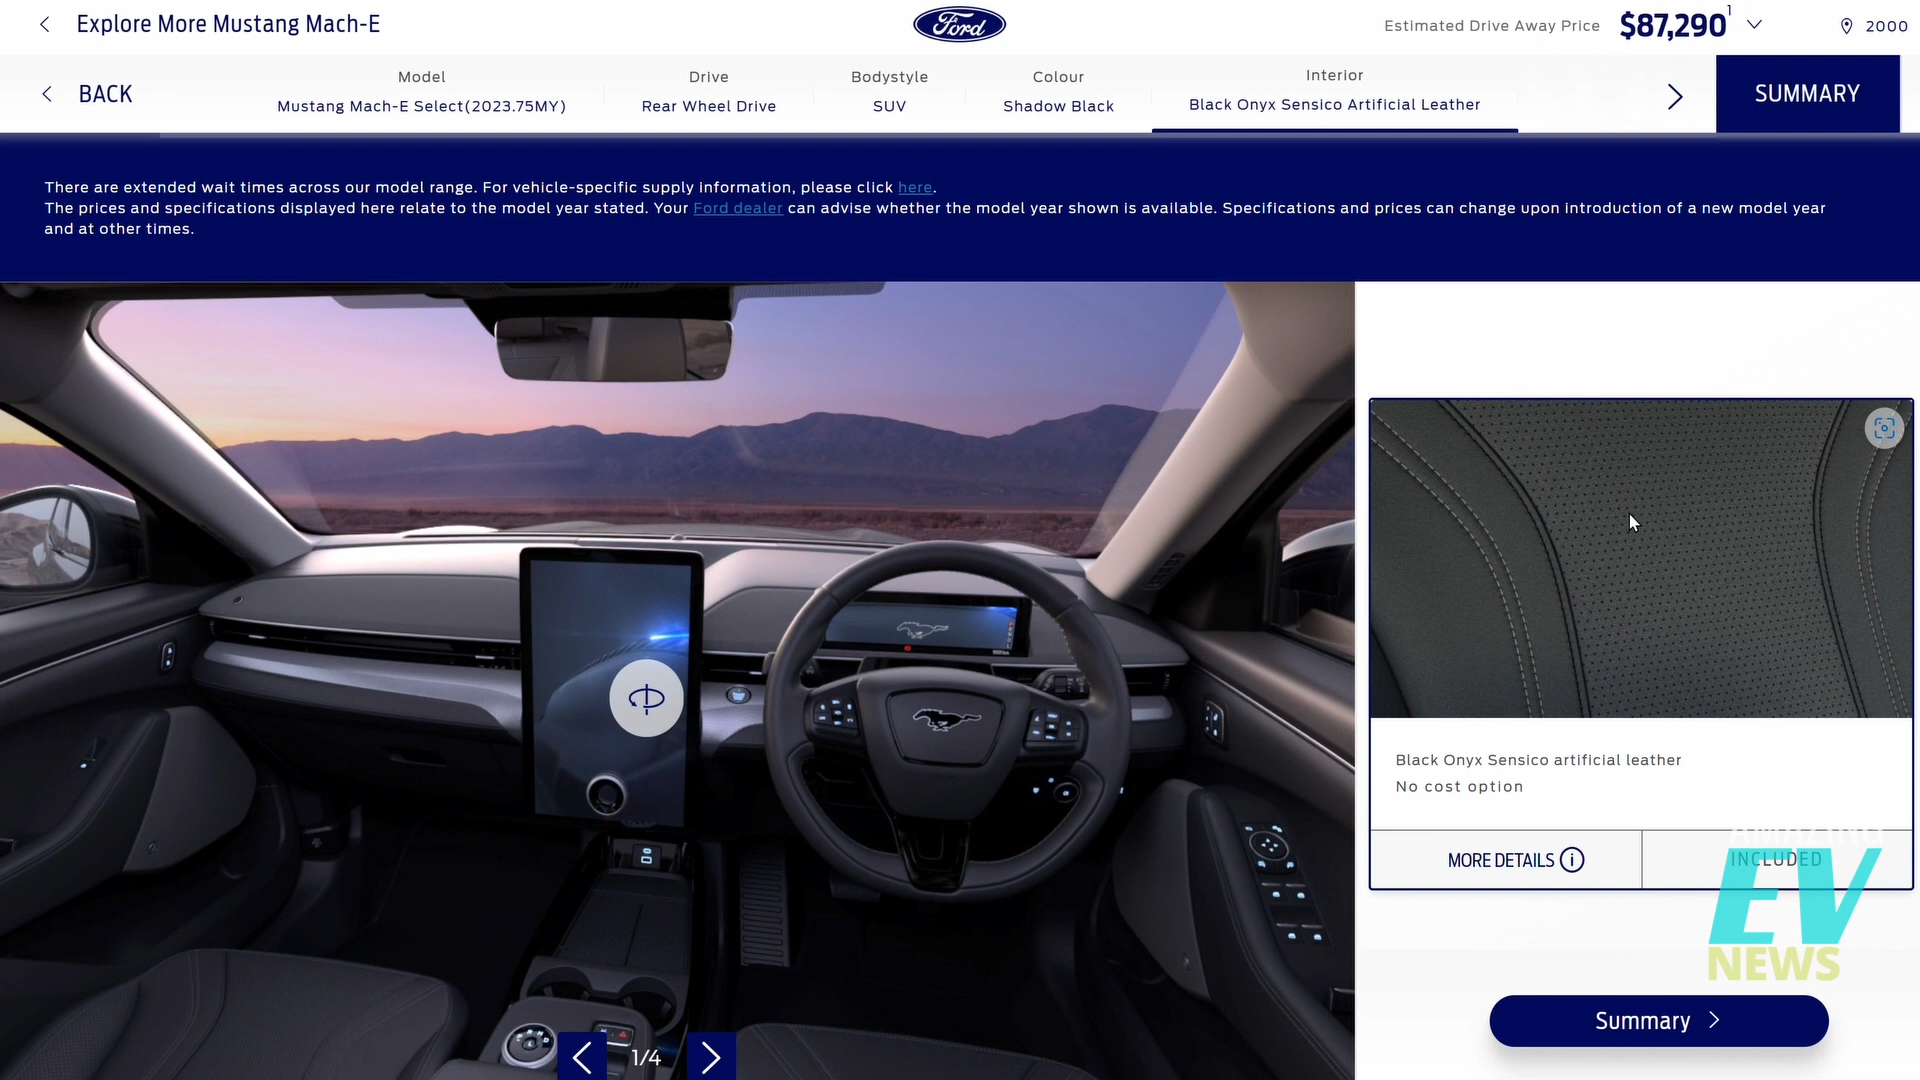 Explore More Mustang Mach-E
Ford
Estimated Drive Away Price $87,290 1
2000
BACK
Model
Mustang Mach-E Select(2023.75MY)
Drive
Rear Wheel Drive
Bodystyle
SUV
Colour
Shadow Black
Interior
Black Onyx Sensico Artificial Leather
SUMMARY
There are extended wait times across our model range. For vehicle-specific supply information, please click here.
The prices and specifications displayed here relate to the model year stated. Your Ford dealer can advise whether the model year shown is available. Specifications and prices can change upon introduction of a new model year
and at other times.
Black Onyx Sensico artificial leather
No cost option
MORE DETAILS
INCLUDED
EV
NEWS
Summary
1/4